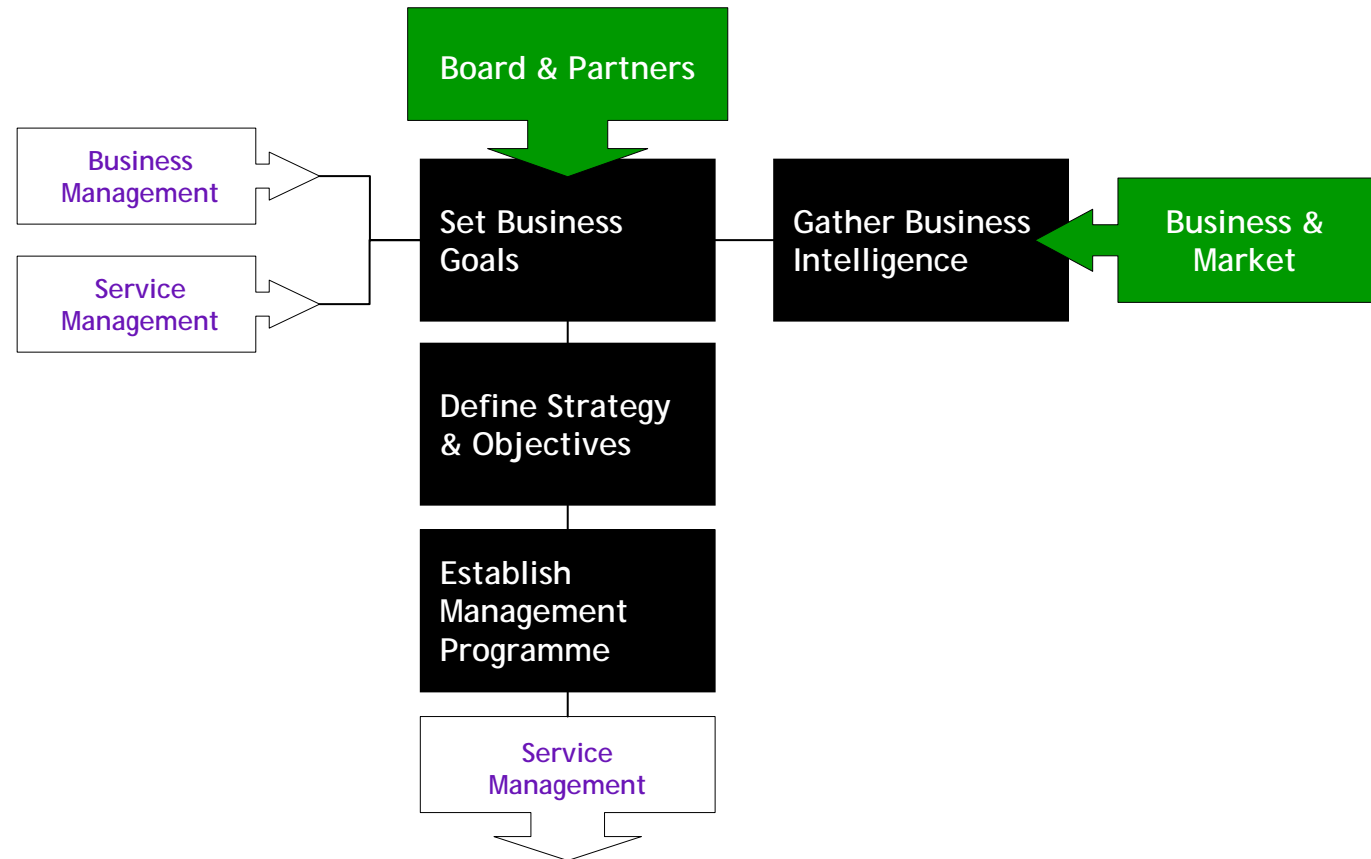 Board & Partners
Business
Management
Set Business
Goals
Gather Business
Intelligence
Business &
Market
Service
Management
Define Strategy
& Objectives
Establish
Management
Programme
Service
Management